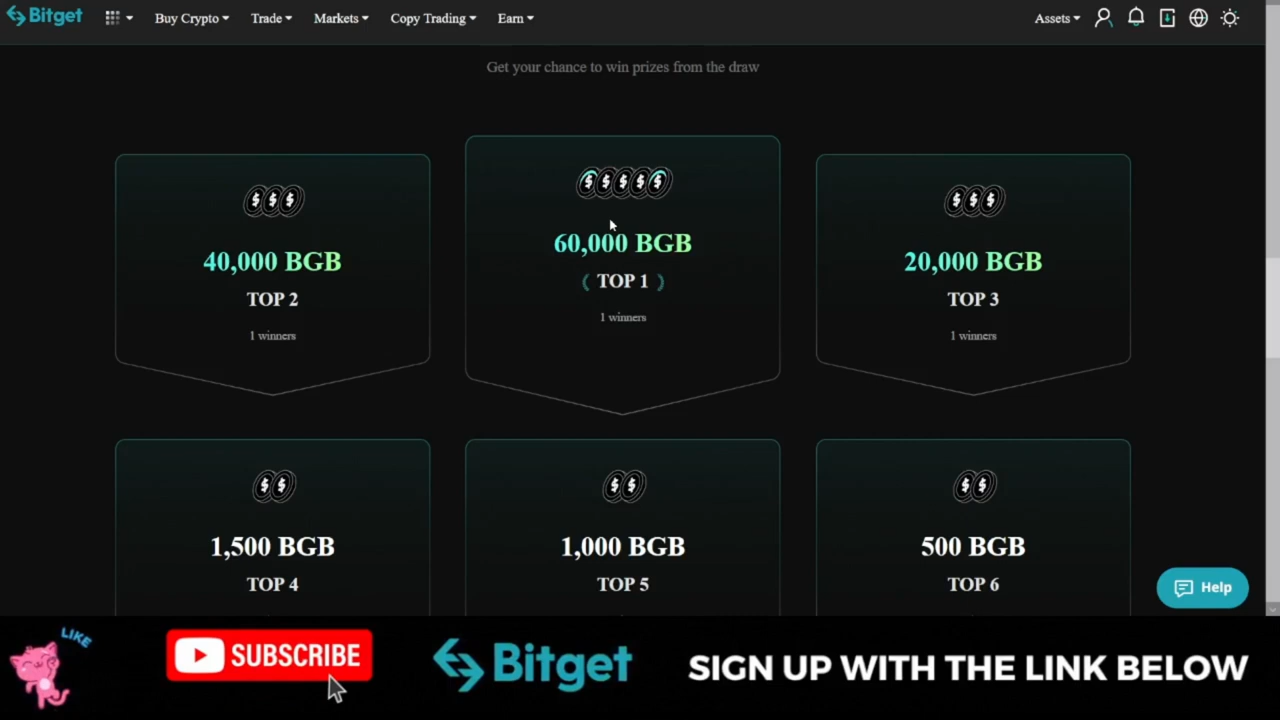 Bitget Buy Crypto Trade Markets Copy Trading Earn Assets
Get your chance to win prizes from the draw
40,000 BGB
TOP 2
1 winners
60,000 BGB
TOP 1
1 winners
20,000 BGB
TOP 3
1 winners
1,500 BGB
TOP 4
1,000 BGB
TOP 5
500 BGB
TOP 6
Help
LIKE
SUBSCRIBE
Bitget
SIGN UP WITH THE LINK BELOW